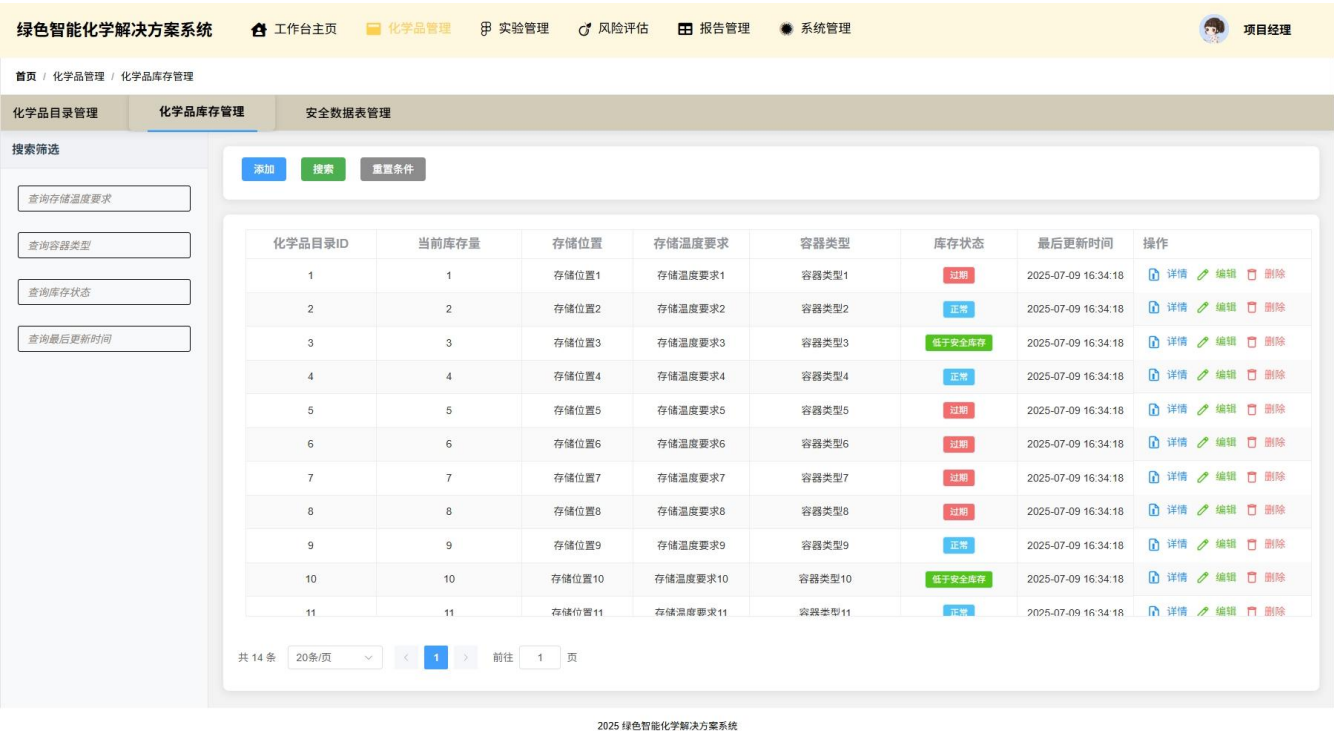 绿色智能化学解决方案系统 工作台主页 化学品管理 实验管理 风险评估 报告管理 系统管理 项目经理
首页 / 化学品管理 / 化学品库存管理
化学品目录管理 化学品库存管理 安全数据表管理
搜索筛选
添加 搜索 重置条件
查询存储温度要求
查询容器类型
查询库存状态
查询最后更新时间
化学品目录ID 当前库存量 存储位置 存储温度要求 容器类型 库存状态 最后更新时间 操作
1 1 存储位置1 存储温度要求1 容器类型1 过期 2025-07-09 16:34:18 详情 编辑 删除
2 2 存储位置2 存储温度要求2 容器类型2 正常 2025-07-09 16:34:18 详情 编辑 删除
3 3 存储位置3 存储温度要求3 容器类型3 低于安全库存 2025-07-09 16:34:18 详情 编辑 删除
4 4 存储位置4 存储温度要求4 容器类型4 正常 2025-07-09 16:34:18 详情 编辑 删除
5 5 存储位置5 存储温度要求5 容器类型5 过期 2025-07-09 16:34:18 详情 编辑 删除
6 6 存储位置6 存储温度要求6 容器类型6 过期 2025-07-09 16:34:18 详情 编辑 删除
7 7 存储位置7 存储温度要求7 容器类型7 过期 2025-07-09 16:34:18 详情 编辑 删除
8 8 存储位置8 存储温度要求8 容器类型8 过期 2025-07-09 16:34:18 详情 编辑 删除
9 9 存储位置9 存储温度要求9 容器类型9 正常 2025-07-09 16:34:18 详情 编辑 删除
10 10 存储位置10 存储温度要求10 容器类型10 低于安全库存 2025-07-09 16:34:18 详情 编辑 删除
11 11 存储位置11 存储温度要求11 容器类型11 正常 2025-07-09 16:34:18 详情 编辑 删除
共 14 条 20条/页 1 前往 1 页
2025 绿色智能化学解决方案系统